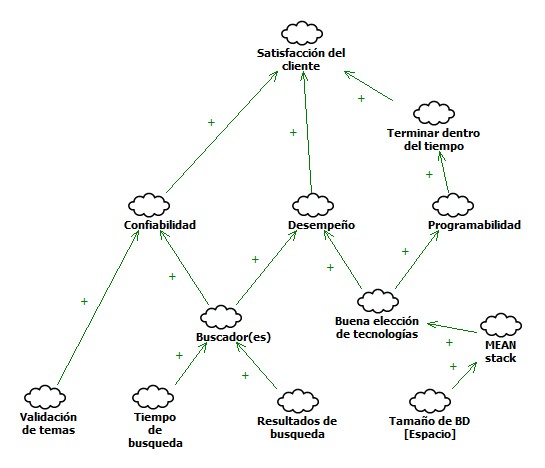 Satisfacción del
cliente
+
+
+
Terminar dentro
del tiempo
+
Confiabilidad
Desempeño
Programabilidad
+
+
+
+
+
Buscador(es)
Buena elección
de tecnologías
MEAN
stack
+
+
+
+
Validación
de temas
Tiempo
de
busqueda
Resultados de
busqueda
Tamaño de BD
[Espacio]